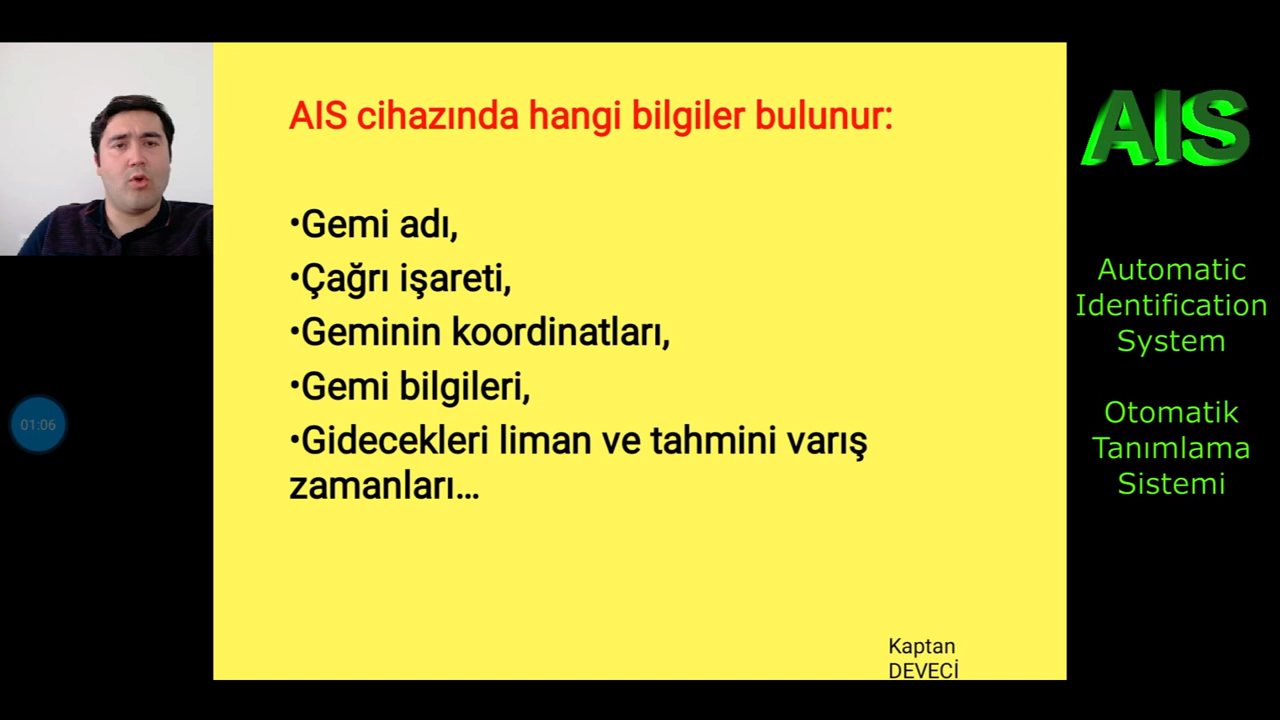 AIS cihazında hangi bilgiler bulunur:
•Gemi adı,
•Çağrı işareti,
•Geminin koordinatları,
•Gemi bilgileri,
•Gidecekleri liman ve tahmini varış
zamanları...
Kaptan
DEVECİ
AIS
Automatic
Identification
System
Otomatik
Tanımlama
Sistemi
01:06